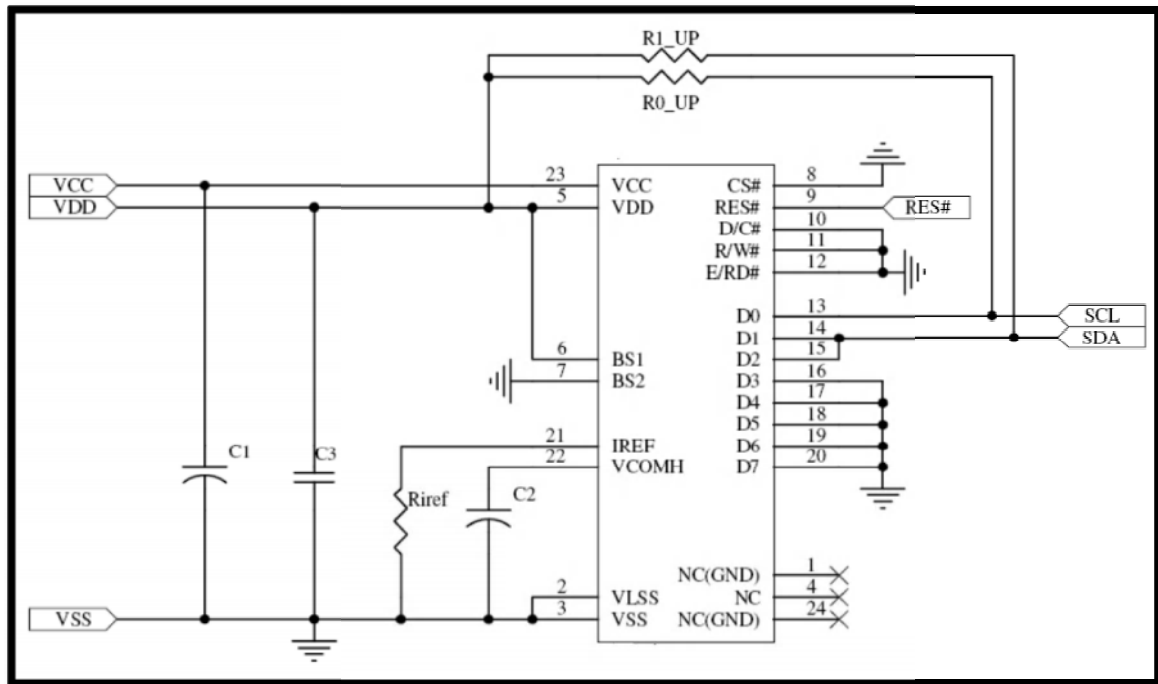 R1_UP
R0_UP
VCC
VDD
23
5
VCC
VDD
CS#
RES#
D/C#
R/W#
E/RD#
8
9
10
11
12
RES#
D0
D1
D2
D3
D4
D5
D6
D7
13
14
15
16
17
18
19
20
SCL
SDA
6
7
BS1
BS2
21
22
IREF
VCOMH
C1
C3
Riref
C2
NC(GND)
NC
NC(GND)
1
4
24
2
3
VLSS
VSS
VSS